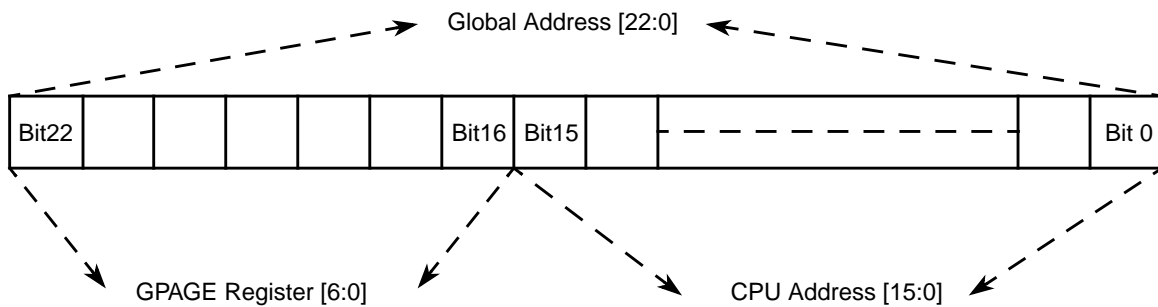 Global Address [22:0]
Bit22 Bit16 Bit15 Bit 0
GPAGE Register [6:0] CPU Address [15:0]